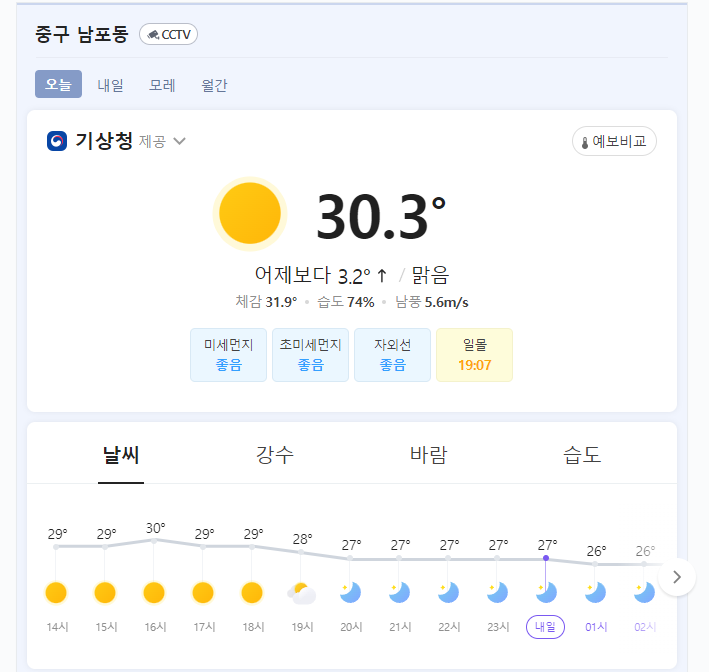 중구 남포동 CCTV
오늘 내일 모레 월간
기상청 제공 예보비교
30.3°
어제보다 3.2° ↑ / 맑음
체감 31.9° • 습도 74% • 남풍 5.6m/s
미세먼지 초미세먼지 자외선 일몰
좋음 좋음 좋음 19:07
날씨 강수 바람 습도
29° 29° 30° 29° 29° 28° 27° 27° 27° 27° 27° 26° 26°
14시 15시 16시 17시 18시 19시 20시 21시 22시 23시 내일 01시 02시